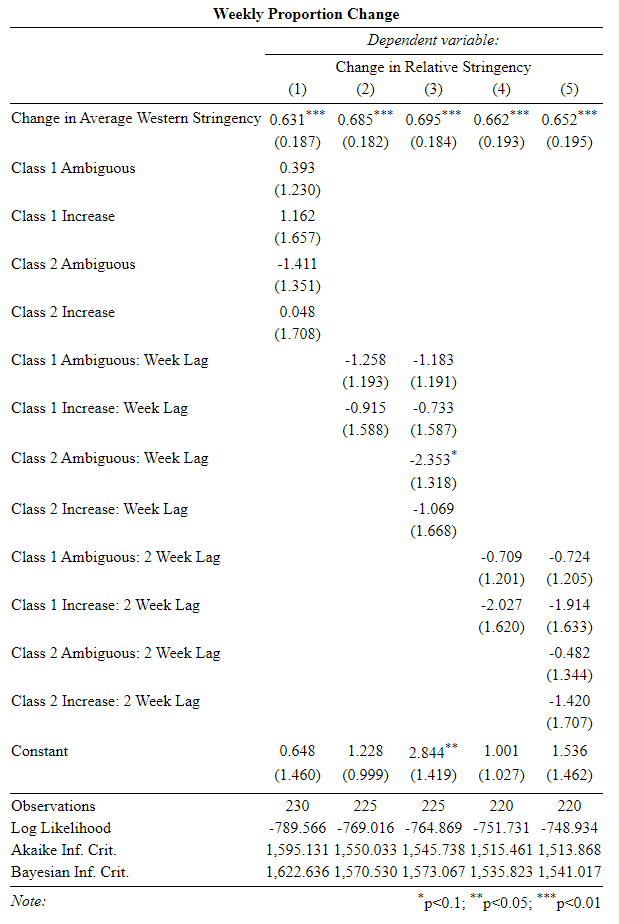 Weekly Proportion Change
Dependent variable:
Change in Relative Stringency
(1) (2) (3) (4) (5)
Change in Average Western Stringency 0.631*** 0.685*** 0.695*** 0.662*** 0.652***
(0.187) (0.182) (0.184) (0.193) (0.195)
Class 1 Ambiguous 0.393
(1.230)
Class 1 Increase 1.162
(1.657)
Class 2 Ambiguous -1.411
(1.351)
Class 2 Increase 0.048
(1.708)
Class 1 Ambiguous: Week Lag -1.258 -1.183
(1.193) (1.191)
Class 1 Increase: Week Lag -0.915 -0.733
(1.588) (1.587)
Class 2 Ambiguous: Week Lag -2.353*
(1.318)
Class 2 Increase: Week Lag -1.069
(1.668)
Class 1 Ambiguous: 2 Week Lag -0.709 -0.724
(1.201) (1.205)
Class 1 Increase: 2 Week Lag -2.027 -1.914
(1.620) (1.633)
Class 2 Ambiguous: 2 Week Lag -0.482
(1.344)
Class 2 Increase: 2 Week Lag -1.420
(1.707)
Constant 0.648 1.228 2.844** 1.001 1.536
(1.460) (0.999) (1.419) (1.027) (1.462)
Observations 230 225 225 220 220
Log Likelihood -789.566 -769.016 -764.869 -751.731 -748.934
Akaike Inf. Crit. 1,595.131 1,550.033 1,545.738 1,515.461 1,513.868
Bayesian Inf. Crit. 1,622.636 1,570.530 1,573.067 1,535.823 1,541.017
Note: *p<0.1; **p<0.05; ***p<0.01